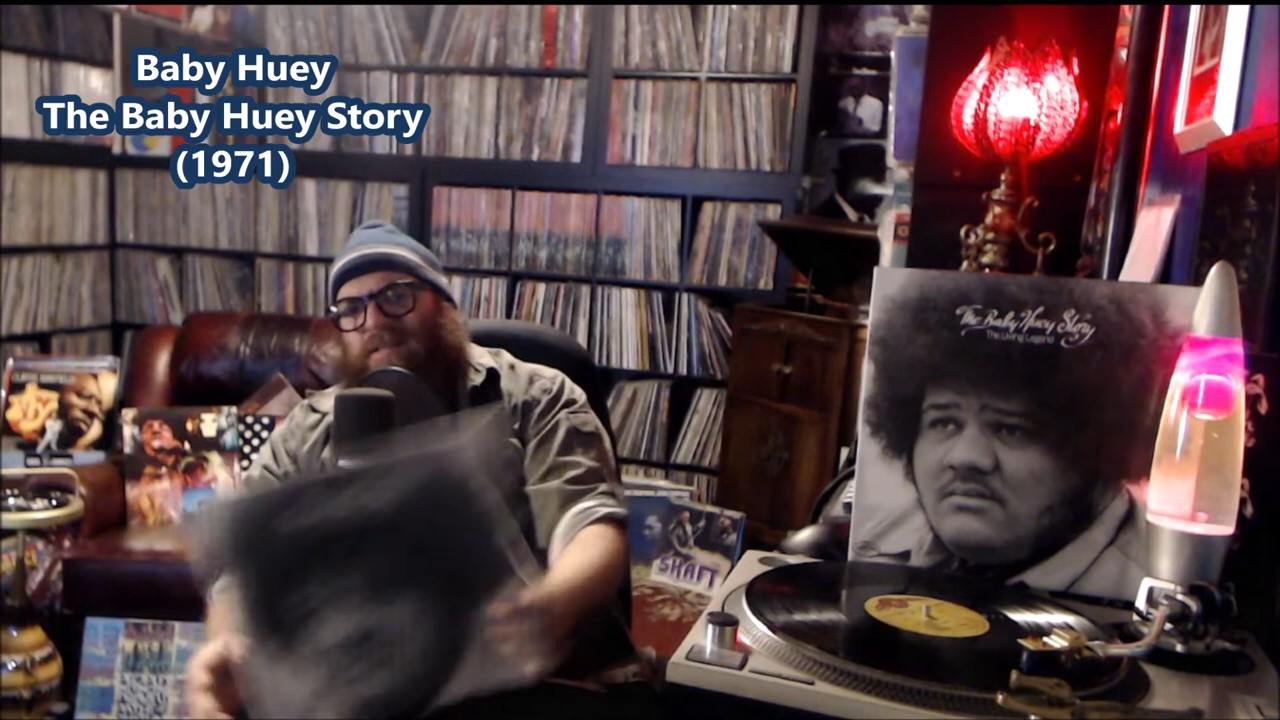 Baby Huey
The Baby Huey Story
(1971)
The Baby Huey Story
The Living Legend
SHAFT